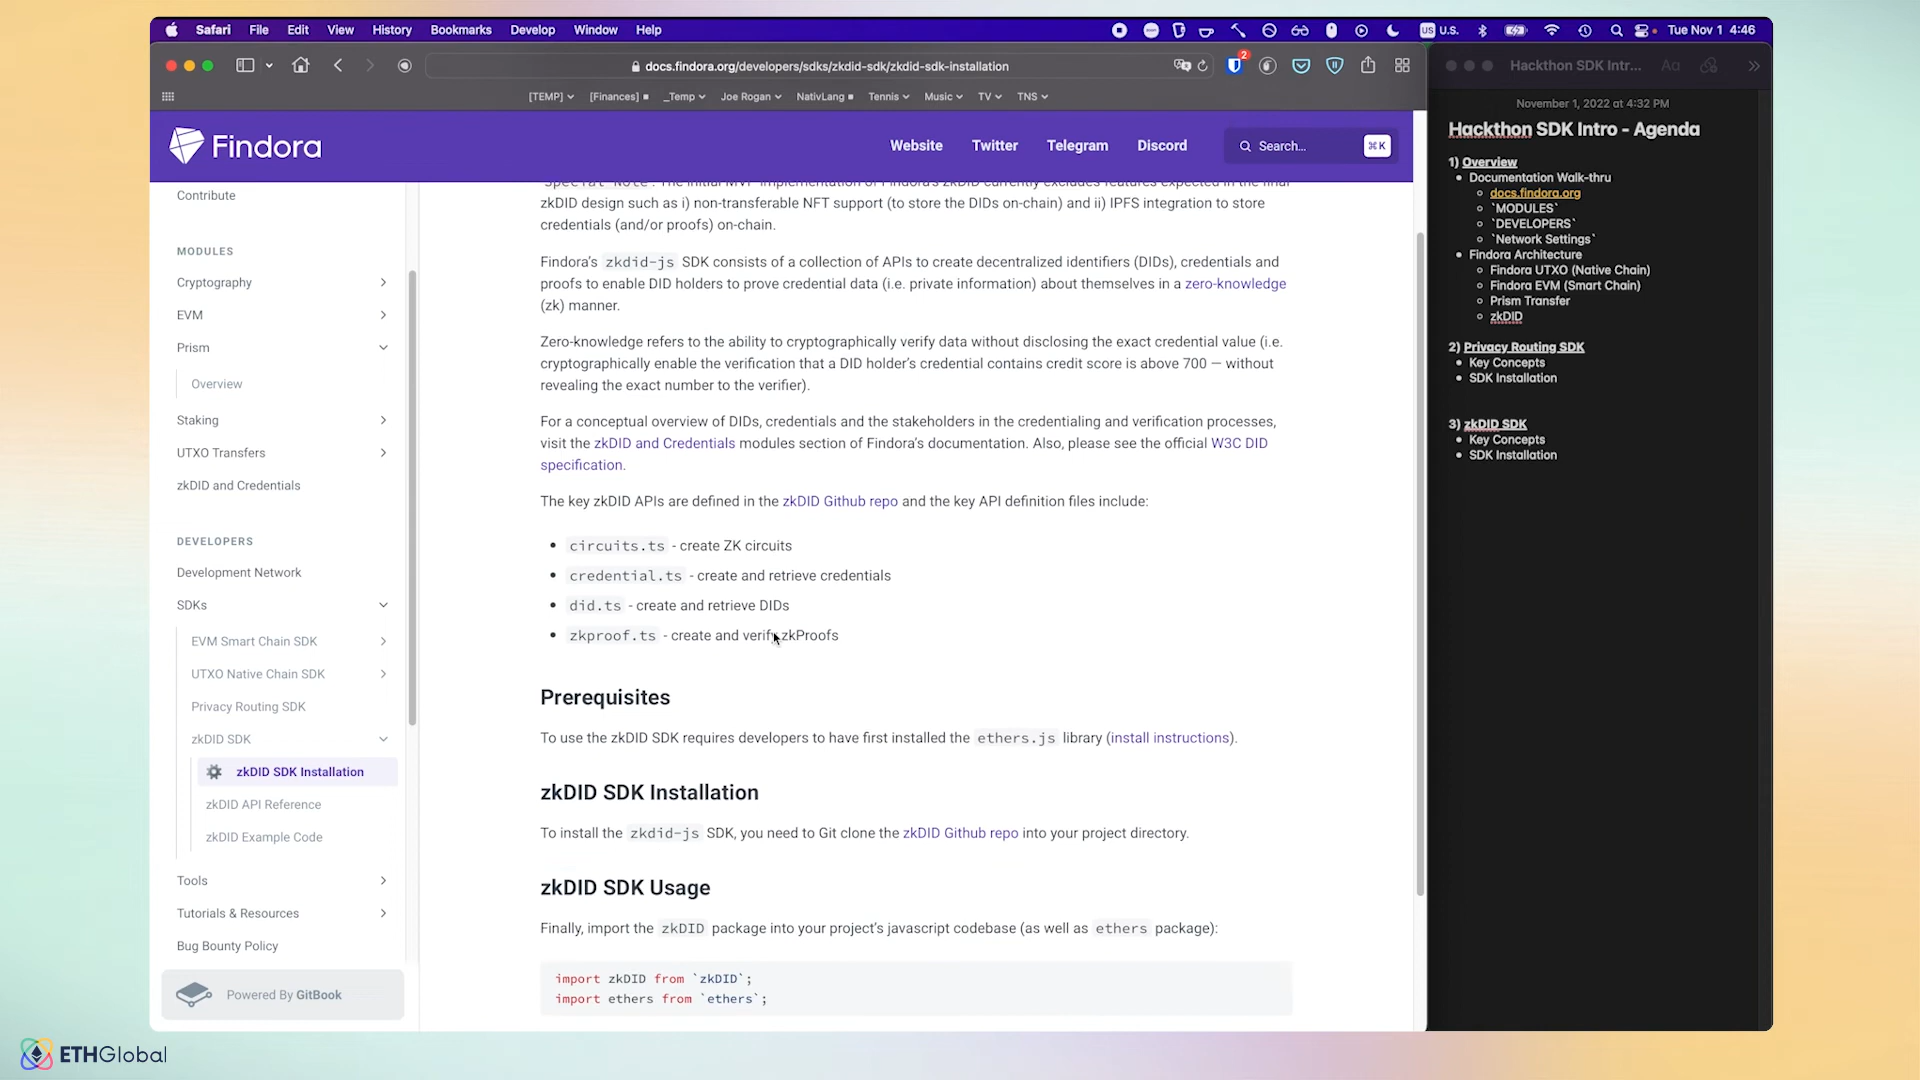 Safari File Edit View History Bookmarks Develop Window Help
US U.S. Tue Nov 1 4:46
docs.findora.org/developers/sdks/zkdid-sdk/zkdid-sdk-installation
2
[TEMP] [Finances] _Temp Joe Rogan NativLang Tennis Music TV TNS
Findora
Website Twitter Telegram Discord Search... ⌘K
Contribute
MODULES
Cryptography
EVM
Prism
Overview
Staking
UTXO Transfers
zkDID and Credentials
DEVELOPERS
Development Network
SDKs
EVM Smart Chain SDK
UTXO Native Chain SDK
Privacy Routing SDK
zkDID SDK
zkDID SDK Installation
zkDID API Reference
zkDID Example Code
Tools
Tutorials & Resources
Bug Bounty Policy
Powered By GitBook
Special Note : The initial MVP implementation of Findora's zkDID currently excludes features expected in the final
zkDID design such as i) non-transferable NFT support (to store the DIDs on-chain) and ii) IPFS integration to store
credentials (and/or proofs) on-chain.
Findora's zkdid-js SDK consists of a collection of APIs to create decentralized identifiers (DIDs), credentials and
proofs to enable DID holders to prove credential data (i.e. private information) about themselves in a zero-knowledge
(zk) manner.
Zero-knowledge refers to the ability to cryptographically verify data without disclosing the exact credential value (i.e.
cryptographically enable the verification that a DID holder's credential contains credit score is above 700 — without
revealing the exact number to the verifier).
For a conceptual overview of DIDs, credentials and the stakeholders in the credentialing and verification processes,
visit the zkDID and Credentials modules section of Findora's documentation. Also, please see the official W3C DID
specification.
The key zkDID APIs are defined in the zkDID Github repo and the key API definition files include:
• circuits.ts - create ZK circuits
• credential.ts - create and retrieve credentials
• did.ts - create and retrieve DIDs
• zkproof.ts - create and verify zkProofs
Prerequisites
To use the zkDID SDK requires developers to have first installed the ethers.js library (install instructions).
zkDID SDK Installation
To install the zkdid-js SDK, you need to Git clone the zkDID Github repo into your project directory.
zkDID SDK Usage
Finally, import the zkDID package into your project's javascript codebase (as well as ethers package):
import zkDID from `zkDID`;
import ethers from `ethers`;
Hackthon SDK Intr... Aa
November 1, 2022 at 4:32 PM
Hackthon SDK Intro - Agenda
1) Overview
• Documentation Walk-thru
◦ docs.findora.org
◦ `MODULES`
◦ `DEVELOPERS`
◦ `Network Settings`
• Findora Architecture
◦ Findora UTXO (Native Chain)
◦ Findora EVM (Smart Chain)
◦ Prism Transfer
◦ zkDID
2) Privacy Routing SDK
• Key Concepts
• SDK Installation
3) zkDID SDK
• Key Concepts
• SDK Installation
ETHGlobal